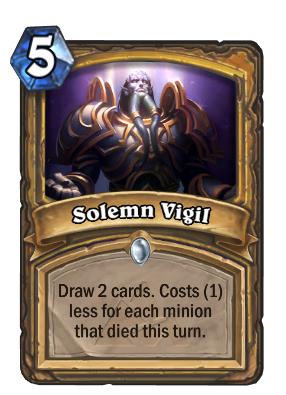 5
Solemn Vigil
Draw 2 cards. Costs (1)
less for each minion
that died this turn.